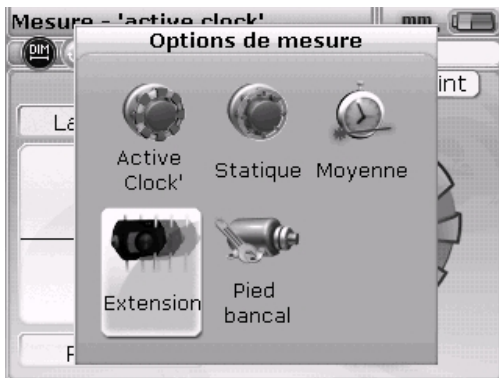 Mesure - 'active clock'
mm
DIM
Options de mesure
int
La
Active
Clock'
Statique
Moyenne
Extension
Pied
bancal